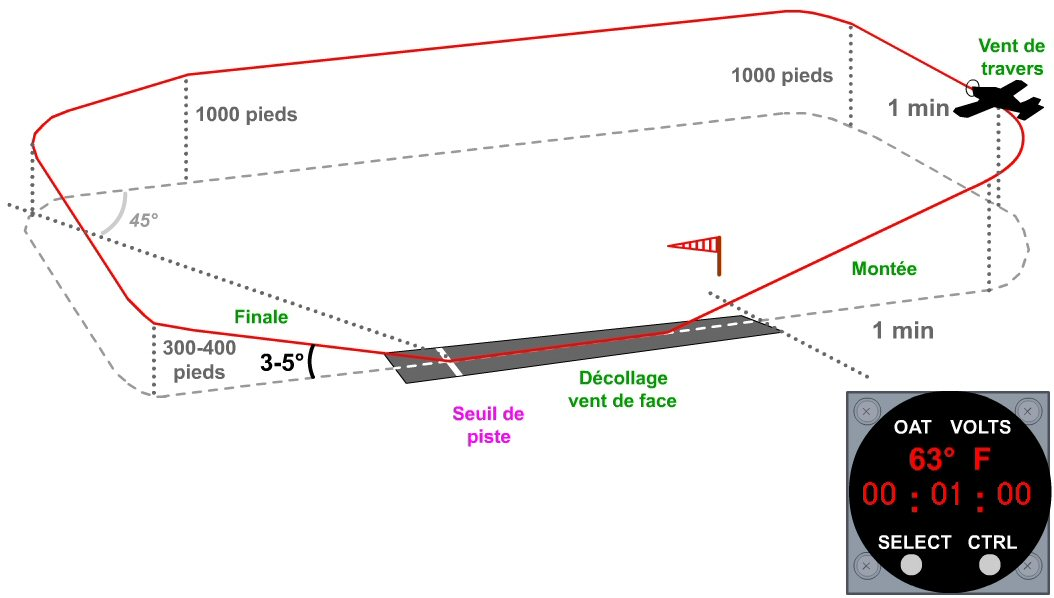 Vent de
travers
1000 pieds
1 min
1000 pieds
45°
Montée
Finale
1 min
300-400
pieds
3-5°
Décollage
vent de face
Seuil de
piste
OAT VOLTS
63° F
00 : 01 : 00
SELECT CTRL